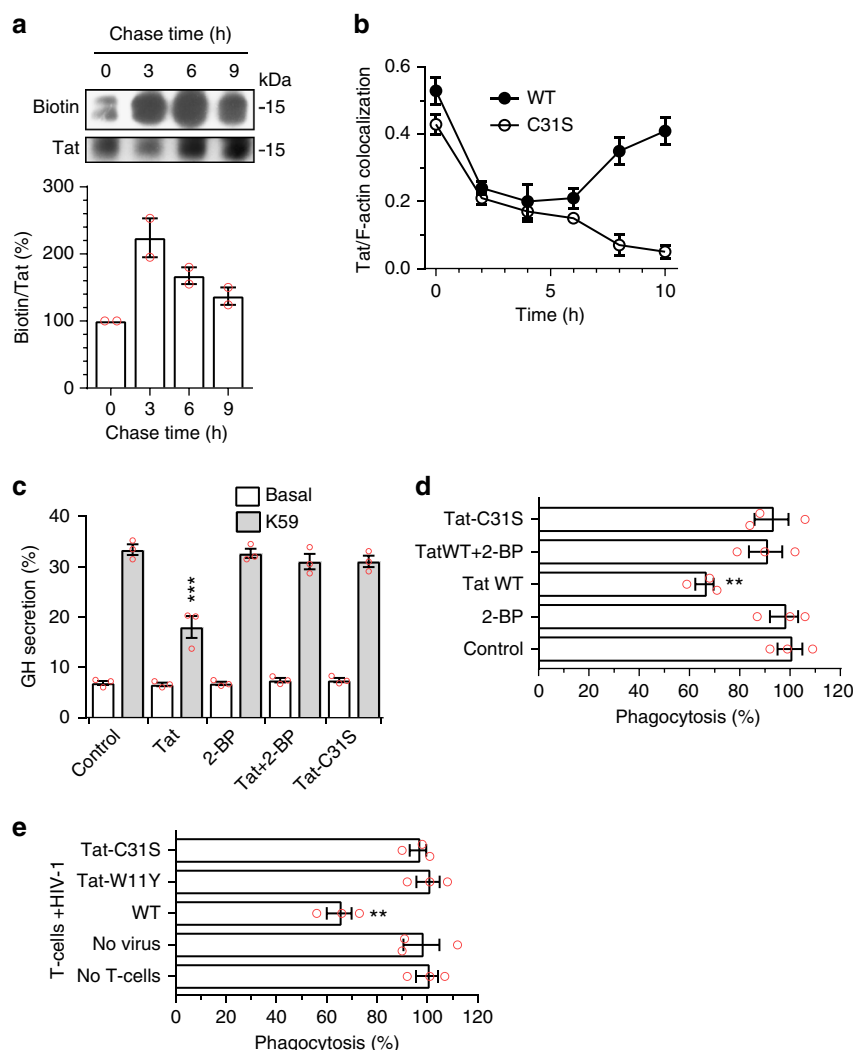 a
Chase time (h)
0 3 6 9 kDa
Biotin -15
Tat -15
Biotin/Tat (%)
300
200
100
0
0 3 6 9
Chase time (h)
b
Tat/F-actin colocalization
0.6
0.4
0.2
0.0
WT
C31S
0 5 10
Time (h)
c
GH secretion (%)
40
30
20
10
0
Basal
K59
***
Control Tat 2-BP Tat+2-BP Tat-C31S
d
Tat-C31S
TatWT+2-BP
Tat WT **
2-BP
Control
0 20 40 60 80 100 120
Phagocytosis (%)
e
T-cells +HIV-1
Tat-C31S
Tat-W11Y
WT **
No virus
No T-cells
0 20 40 60 80 100 120
Phagocytosis (%)